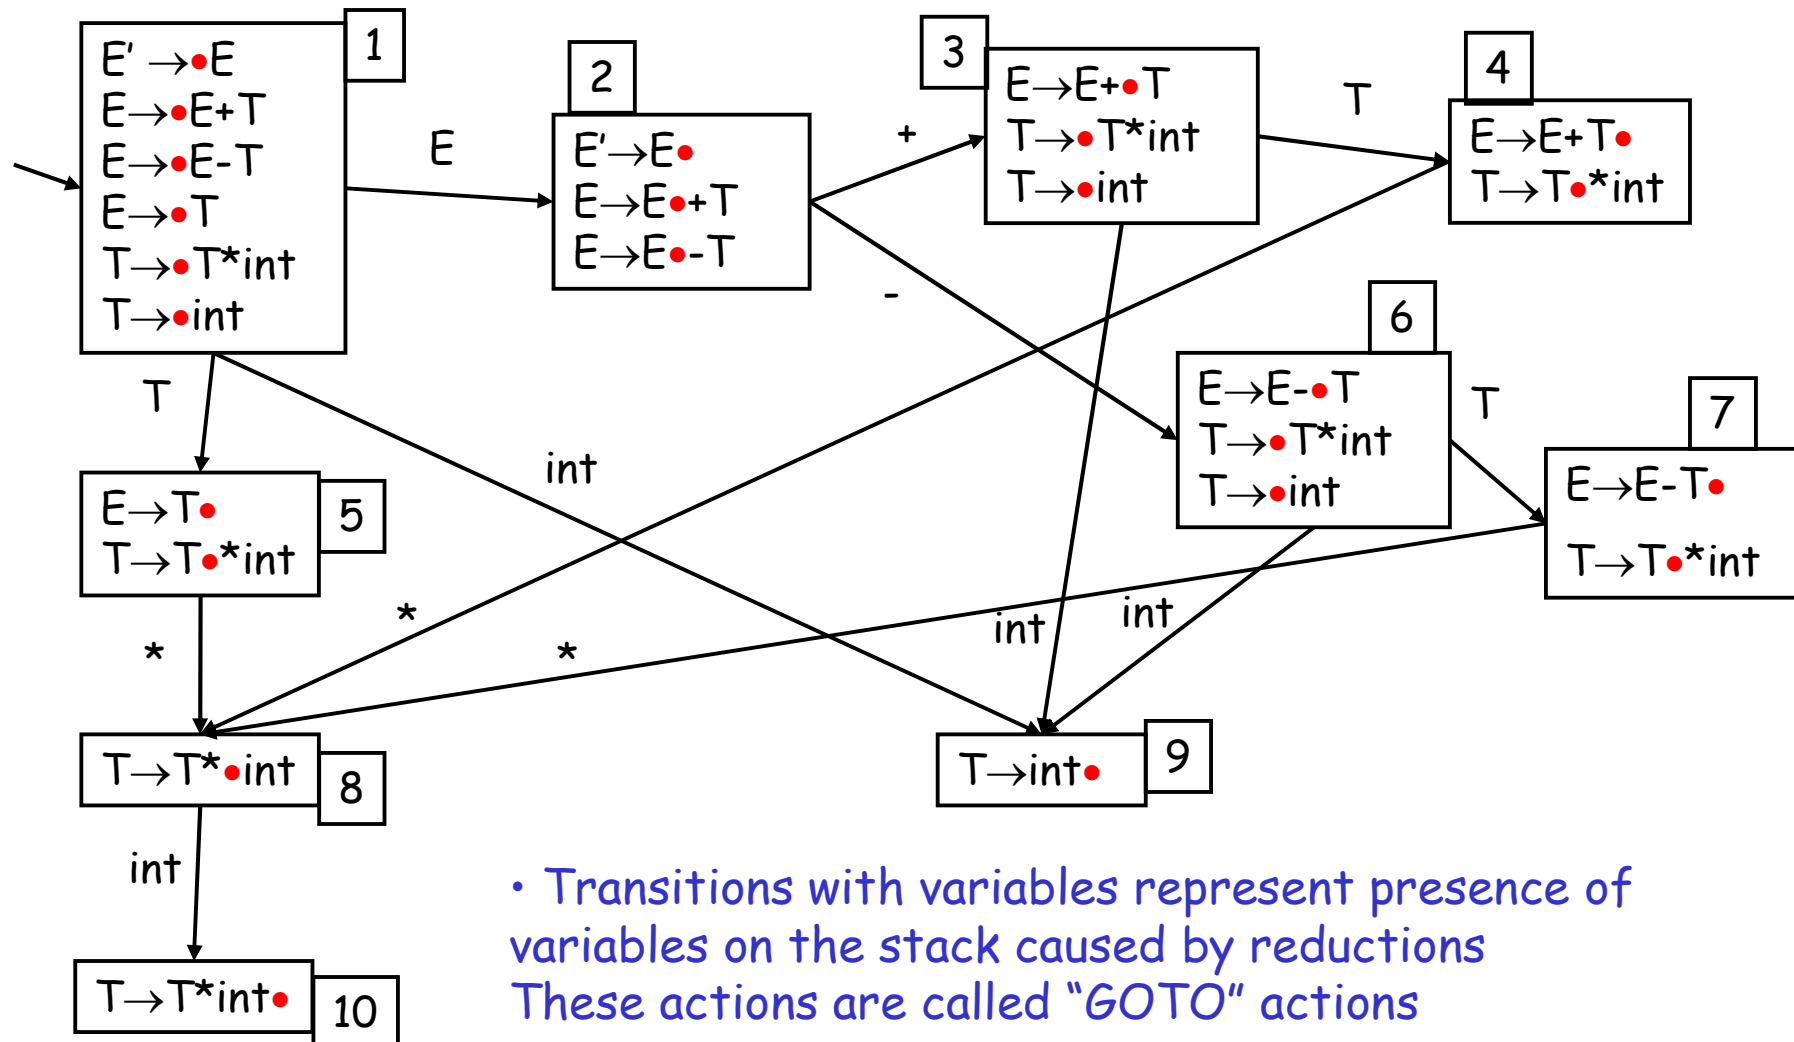 1
E' →•E
E→•E+T
E→•E-T
E→•T
T→•T*int
T→•int
E
2
E'→E•
E→E•+T
E→E•-T
+
-
3
E→E+•T
T→•T*int
T→•int
T
4
E→E+T•
T→T•*int
T
5
E→T•
T→T•*int
int
6
E→E-•T
T→•T*int
T→•int
T
7
E→E-T•
T→T•*int
*
*
*
int
int
8
T→T*•int
9
T→int•
int
10
T→T*int•
• Transitions with variables represent presence of
variables on the stack caused by reductions
These actions are called “GOTO” actions